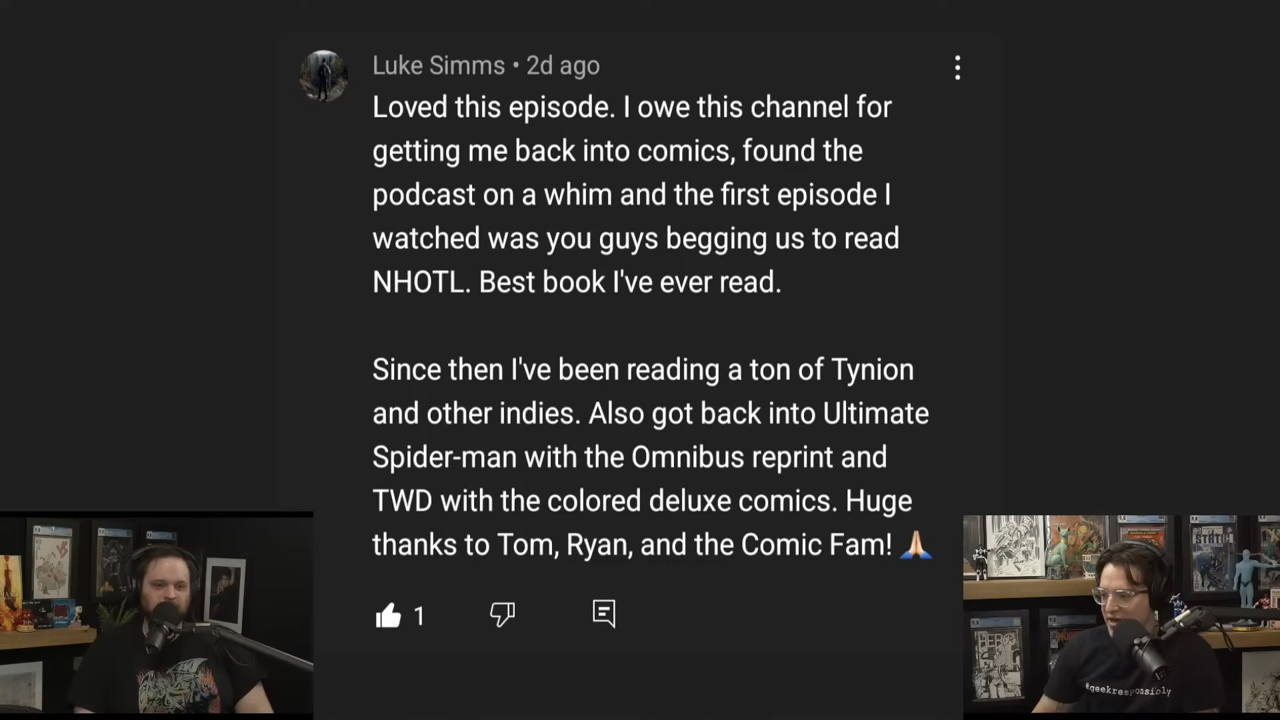 Luke Simms • 2d ago
Loved this episode. I owe this channel for
getting me back into comics, found the
podcast on a whim and the first episode I
watched was you guys begging us to read
NHOTL. Best book I've ever read.
Since then I've been reading a ton of Tynion
and other indies. Also got back into Ultimate
Spider-man with the Omnibus reprint and
TWD with the colored deluxe comics. Huge
thanks to Tom, Ryan, and the Comic Fam! 🙏
1
STATIC
#geekresponsibly